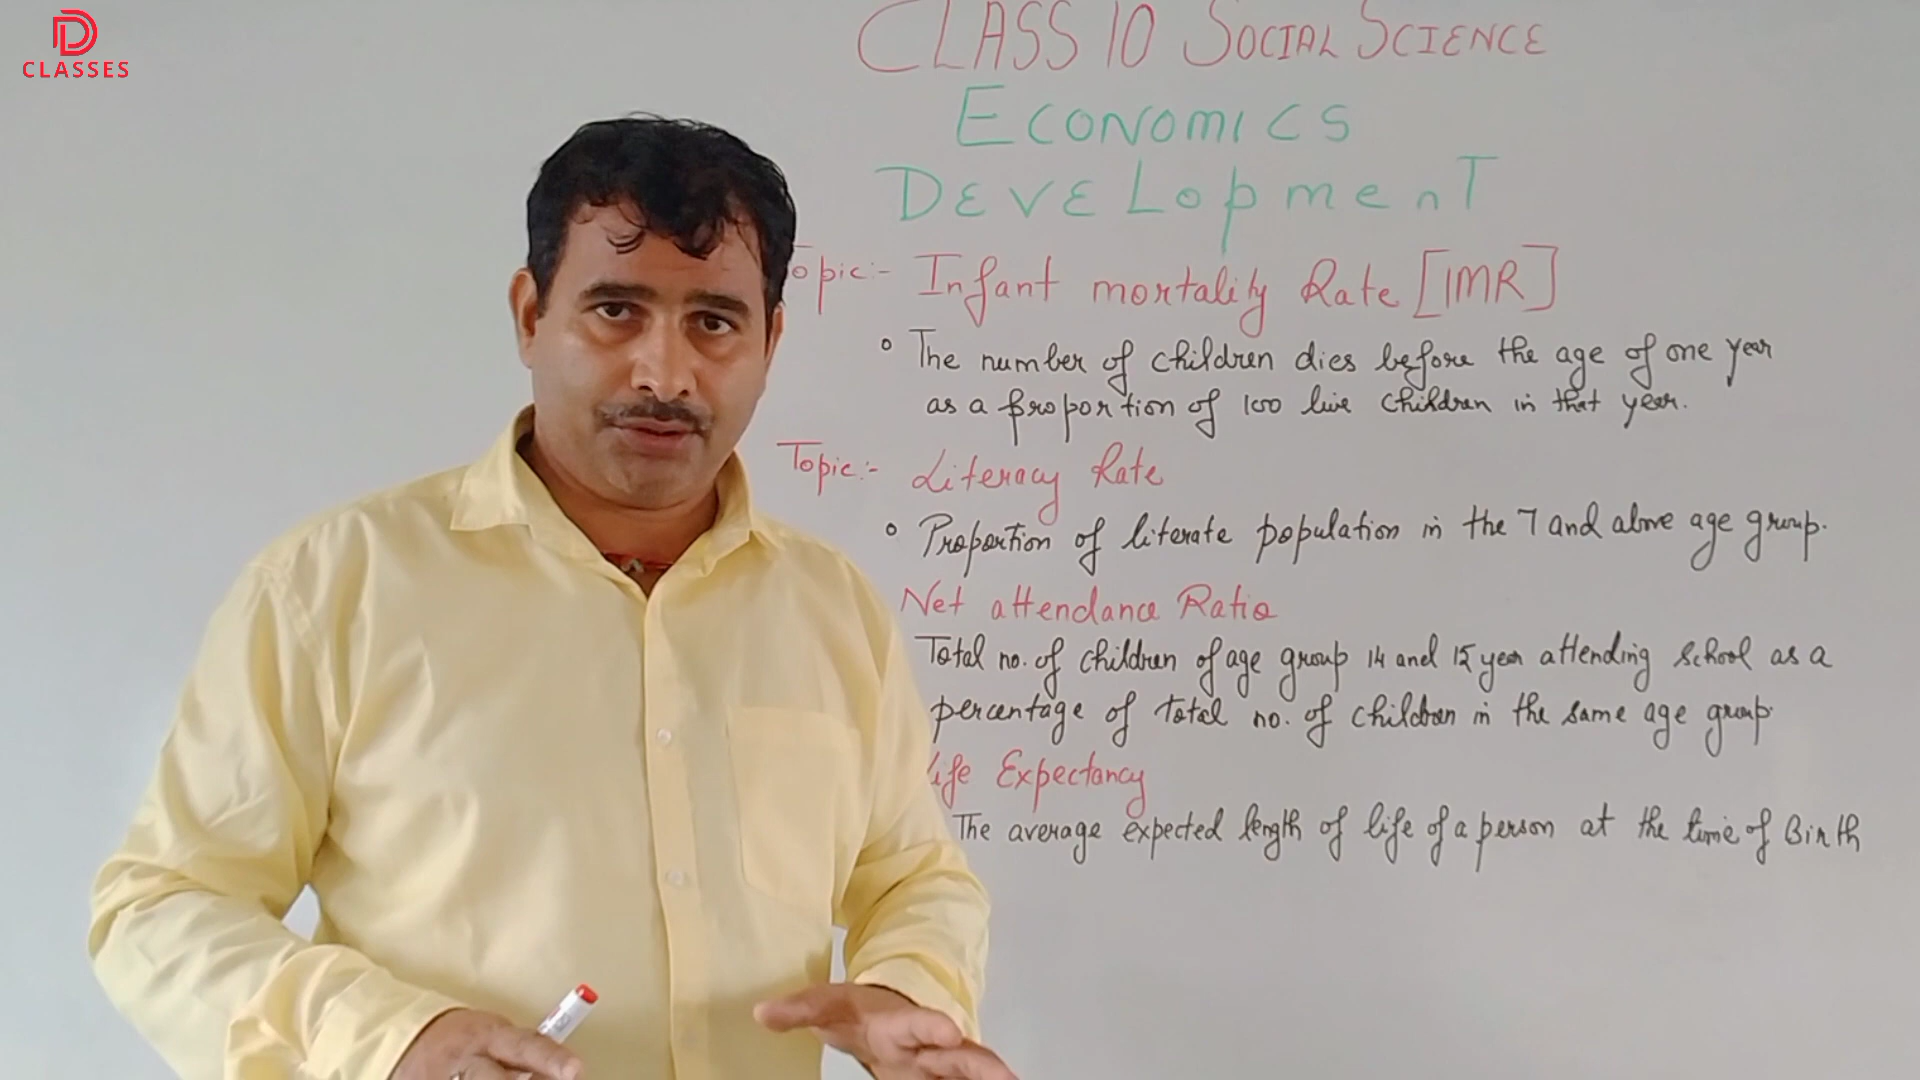 D
CLASSES
CLASS 10 SOCIAL SCIENCE
ECONOMICS
DEVELOPMENT
Topic:- Infant mortality Rate [IMR]
The number of children dies before the age of one year
as a proportion of 100 live children in that year.
Topic:- Literacy Rate
Proportion of literate population in the 7 and above age group.
Net attendance Ratio
Total no. of children of age group 14 and 15 year attending school as a
percentage of total no. of children in the same age group.
life Expectancy
The average expected length of life of a person at the time of Birth